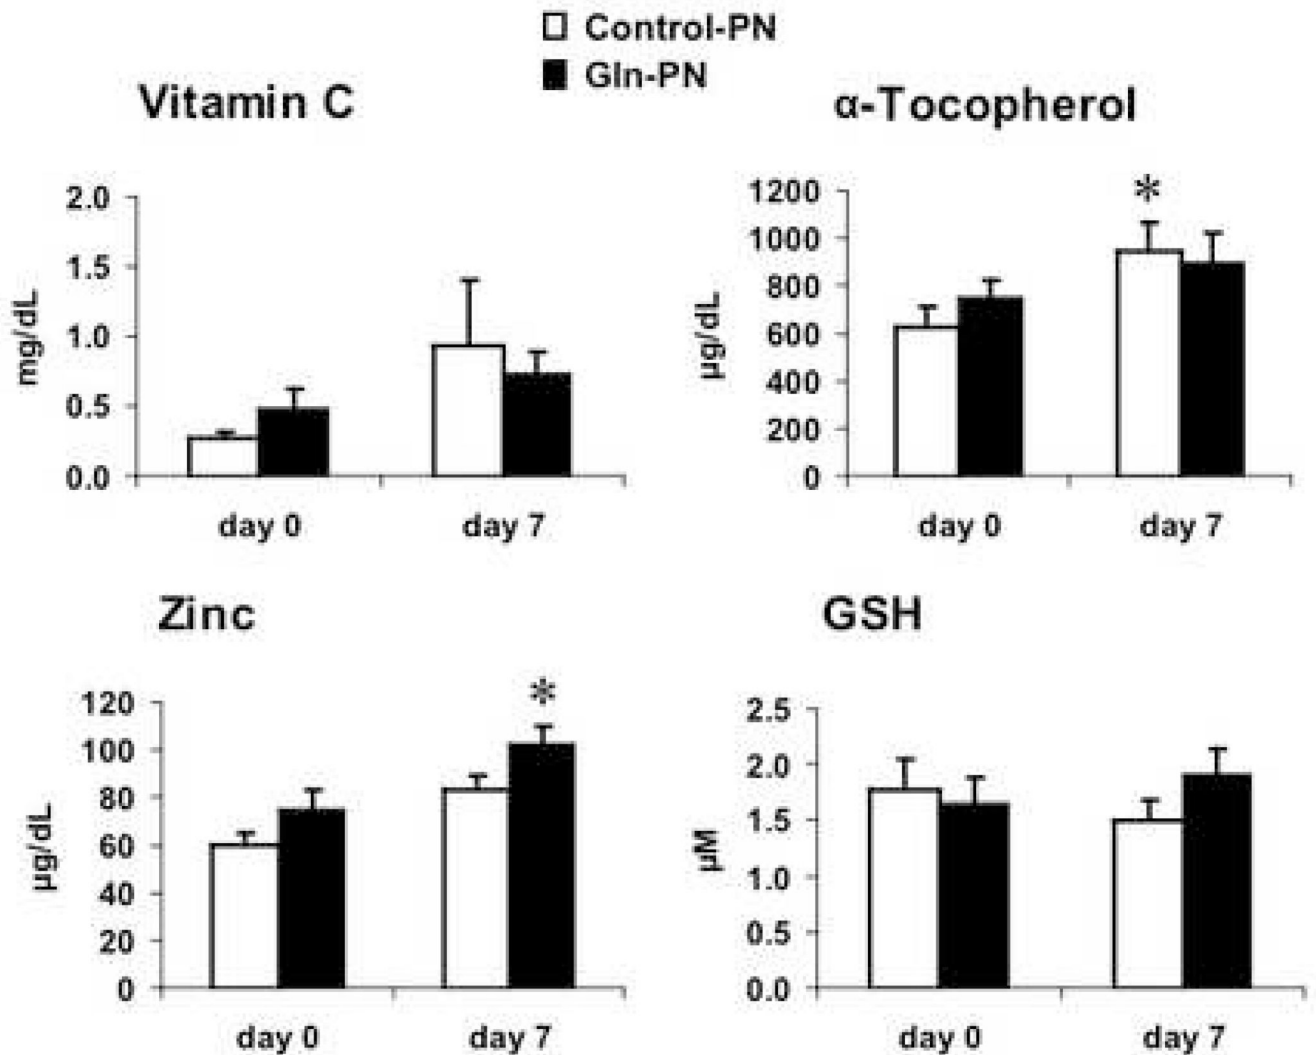 Control-PN
Gln-PN
Vitamin C
2.0
1.5
1.0
0.5
0.0
mg/dL
day 0
day 7
α-Tocopherol
*
1200
1000
800
600
400
200
0
µg/dL
day 0
day 7
Zinc
*
120
100
80
60
40
20
0
µg/dL
day 0
day 7
GSH
2.5
2.0
1.5
1.0
0.5
0.0
µM
day 0
day 7